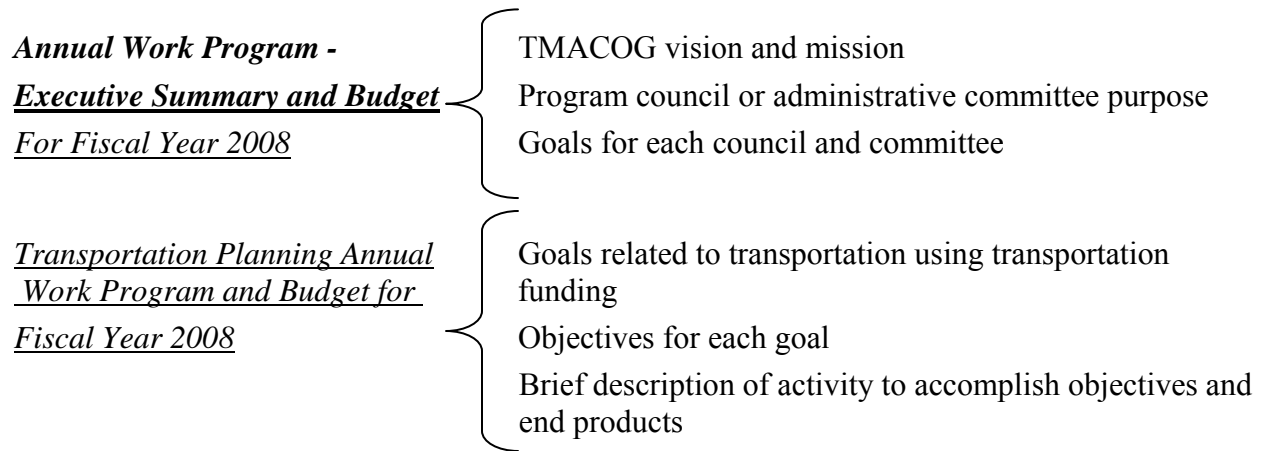 Annual Work Program -
Executive Summary and Budget
For Fiscal Year 2008
TMACOG vision and mission
Program council or administrative committee purpose
Goals for each council and committee
Transportation Planning Annual
Work Program and Budget for
Fiscal Year 2008
Goals related to transportation using transportation
funding
Objectives for each goal
Brief description of activity to accomplish objectives and
end products